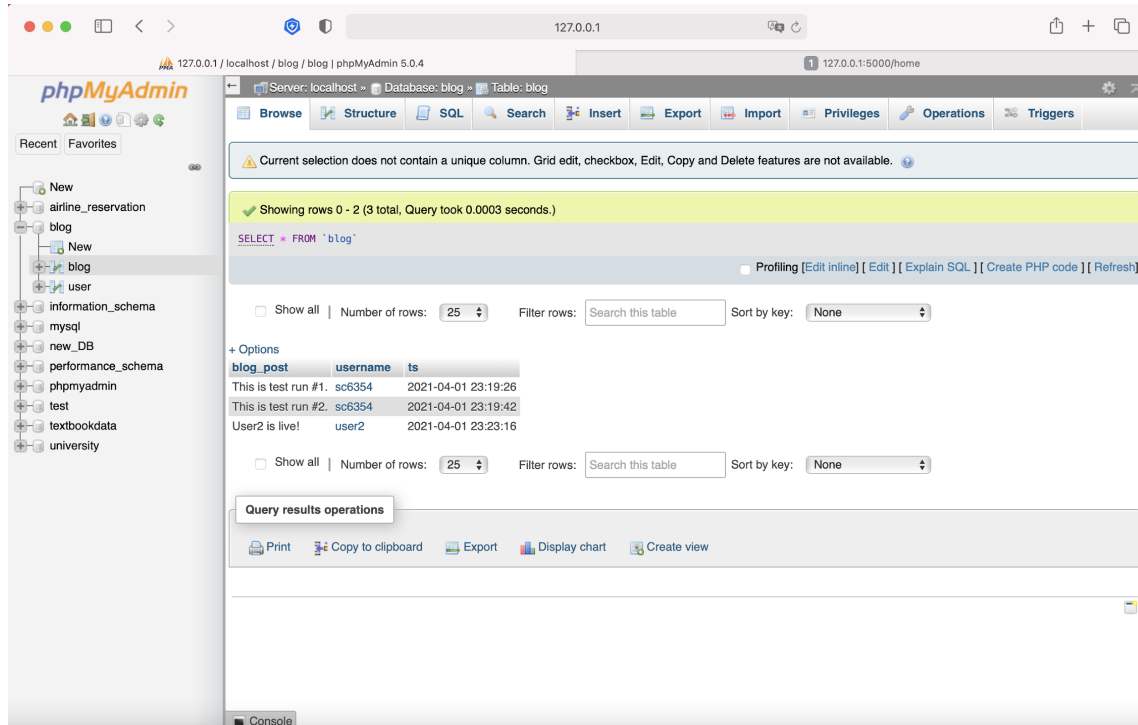 127.0.0.1
127.0.0.1 / localhost / blog / blog | phpMyAdmin 5.0.4
1 127.0.0.1:5000/home
phpMyAdmin
Recent Favorites
New
airline_reservation
blog
New
blog
user
information_schema
mysql
new_DB
performance_schema
phpmyadmin
test
textbookdata
university
Server: localhost » Database: blog » Table: blog
Browse Structure SQL Search Insert Export Import Privileges Operations Triggers
Current selection does not contain a unique column. Grid edit, checkbox, Edit, Copy and Delete features are not available.
Showing rows 0 - 2 (3 total, Query took 0.0003 seconds.)
SELECT * FROM `blog`
Profiling [Edit inline] [ Edit ] [ Explain SQL ] [ Create PHP code ] [ Refresh]
Show all | Number of rows: 25 Filter rows: Search this table Sort by key: None
+ Options
blog_post username ts
This is test run #1. sc6354 2021-04-01 23:19:26
This is test run #2. sc6354 2021-04-01 23:19:42
User2 is live! user2 2021-04-01 23:23:16
Show all | Number of rows: 25 Filter rows: Search this table Sort by key: None
Query results operations
Print Copy to clipboard Export Display chart Create view
Console